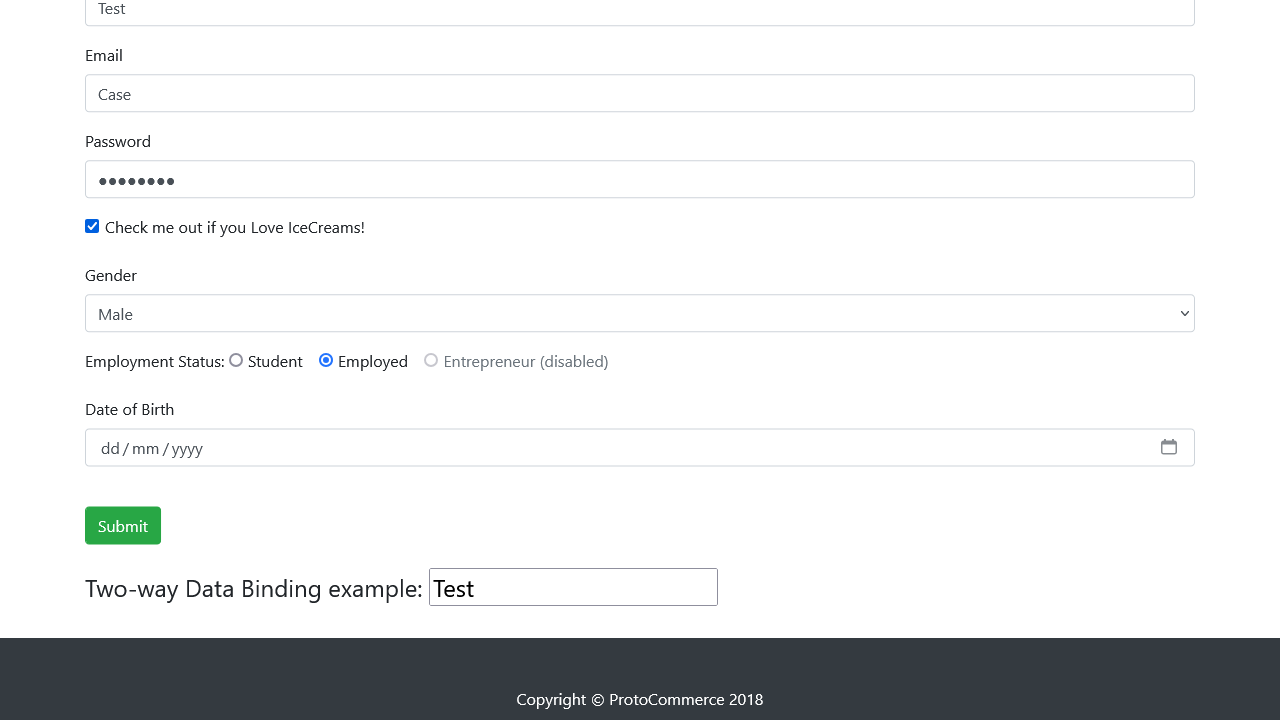 Test
Email
Case
Password
••••••••
Check me out if you Love IceCreams!
Gender
Male
Employment Status: Student Employed Entrepreneur (disabled)
Date of Birth
dd/mm/yyyy
Submit
Two-way Data Binding example: Test
Copyright © ProtoCommerce 2018